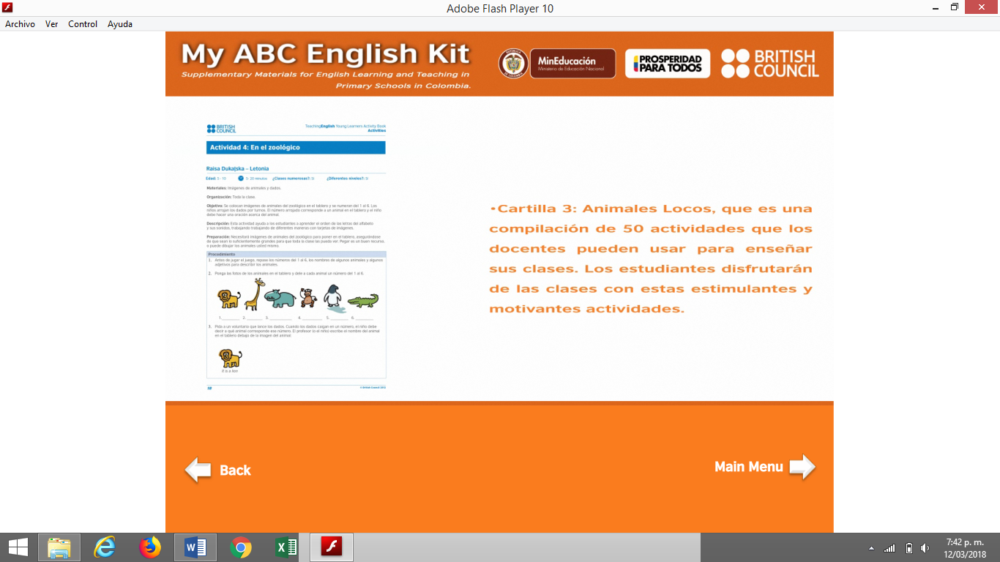 Adobe Flash Player 10
Archivo Ver Control Ayuda
My ABC English Kit
Supplementary Materials for English Learning and Teaching in
Primary Schools in Colombia.
MinEducación
Ministerio de Educación Nacional
PROSPERIDAD
PARA TODOS
BRITISH
COUNCIL
BRITISH
COUNCIL
TeachingEnglish Young Learners Activity Book
Activities
Actividad 4: En el zoológico
Raisa Dukaļska – Letonia
Edad: 5 - 10 5- 20 minutos ¿Clases numerosas?: Sí ¿Diferentes niveles?: Sí
Materiales: Imágenes de animales y dados.
Organización: Toda la clase.
Objetivo: Se colocan imágenes de animales del zoológico en el tablero y se numeran del 1 al 6. Los
niños arrojan los dados por turnos. El número arrojado corresponde a un animal en el tablero y el niño
debe hacer una oración acerca del animal.
Descripción: Esta actividad ayuda a los estudiantes a aprender el orden de las letras del alfabeto
y sus sonidos, trabajando trabajando de diferentes maneras con tarjetas de imágenes.
Preparación: Necesitará imágenes de animales del zoológico para poner en el tablero, asegurándose
de que sean lo suficientemente grandes para que toda la clase las pueda ver. Pegar es un buen recurso,
o puede dibujar los animales usted mismo.
Procedimiento
1. Antes de jugar el juego, repase los números del 1 al 6, los nombres de algunos animales y algunos
adjetivos para describir los animales.
2. Ponga las fotos de los animales en el tablero y dele a cada animal un número del 1 al 6.
1.________ 2. _______ 3. __________ 4. _________ 5. ________ 6. ________
3. Pida a un voluntario que lance los dados. Cuando los dados caigan en un número, el niño debe
decir a qué animal corresponde ese número. El profesor (o el niño) escribe el nombre del animal
en el tablero debajo de la imagen del animal.
It is a lion
© British Council 2012
•Cartilla 3: Animales Locos, que es una
compilación de 50 actividades que los
docentes pueden usar para enseñar
sus clases. Los estudiantes disfrutarán
de las clases con estas estimulantes y
motivantes actividades.
Back
Main Menu
7:42 p. m.
12/03/2018